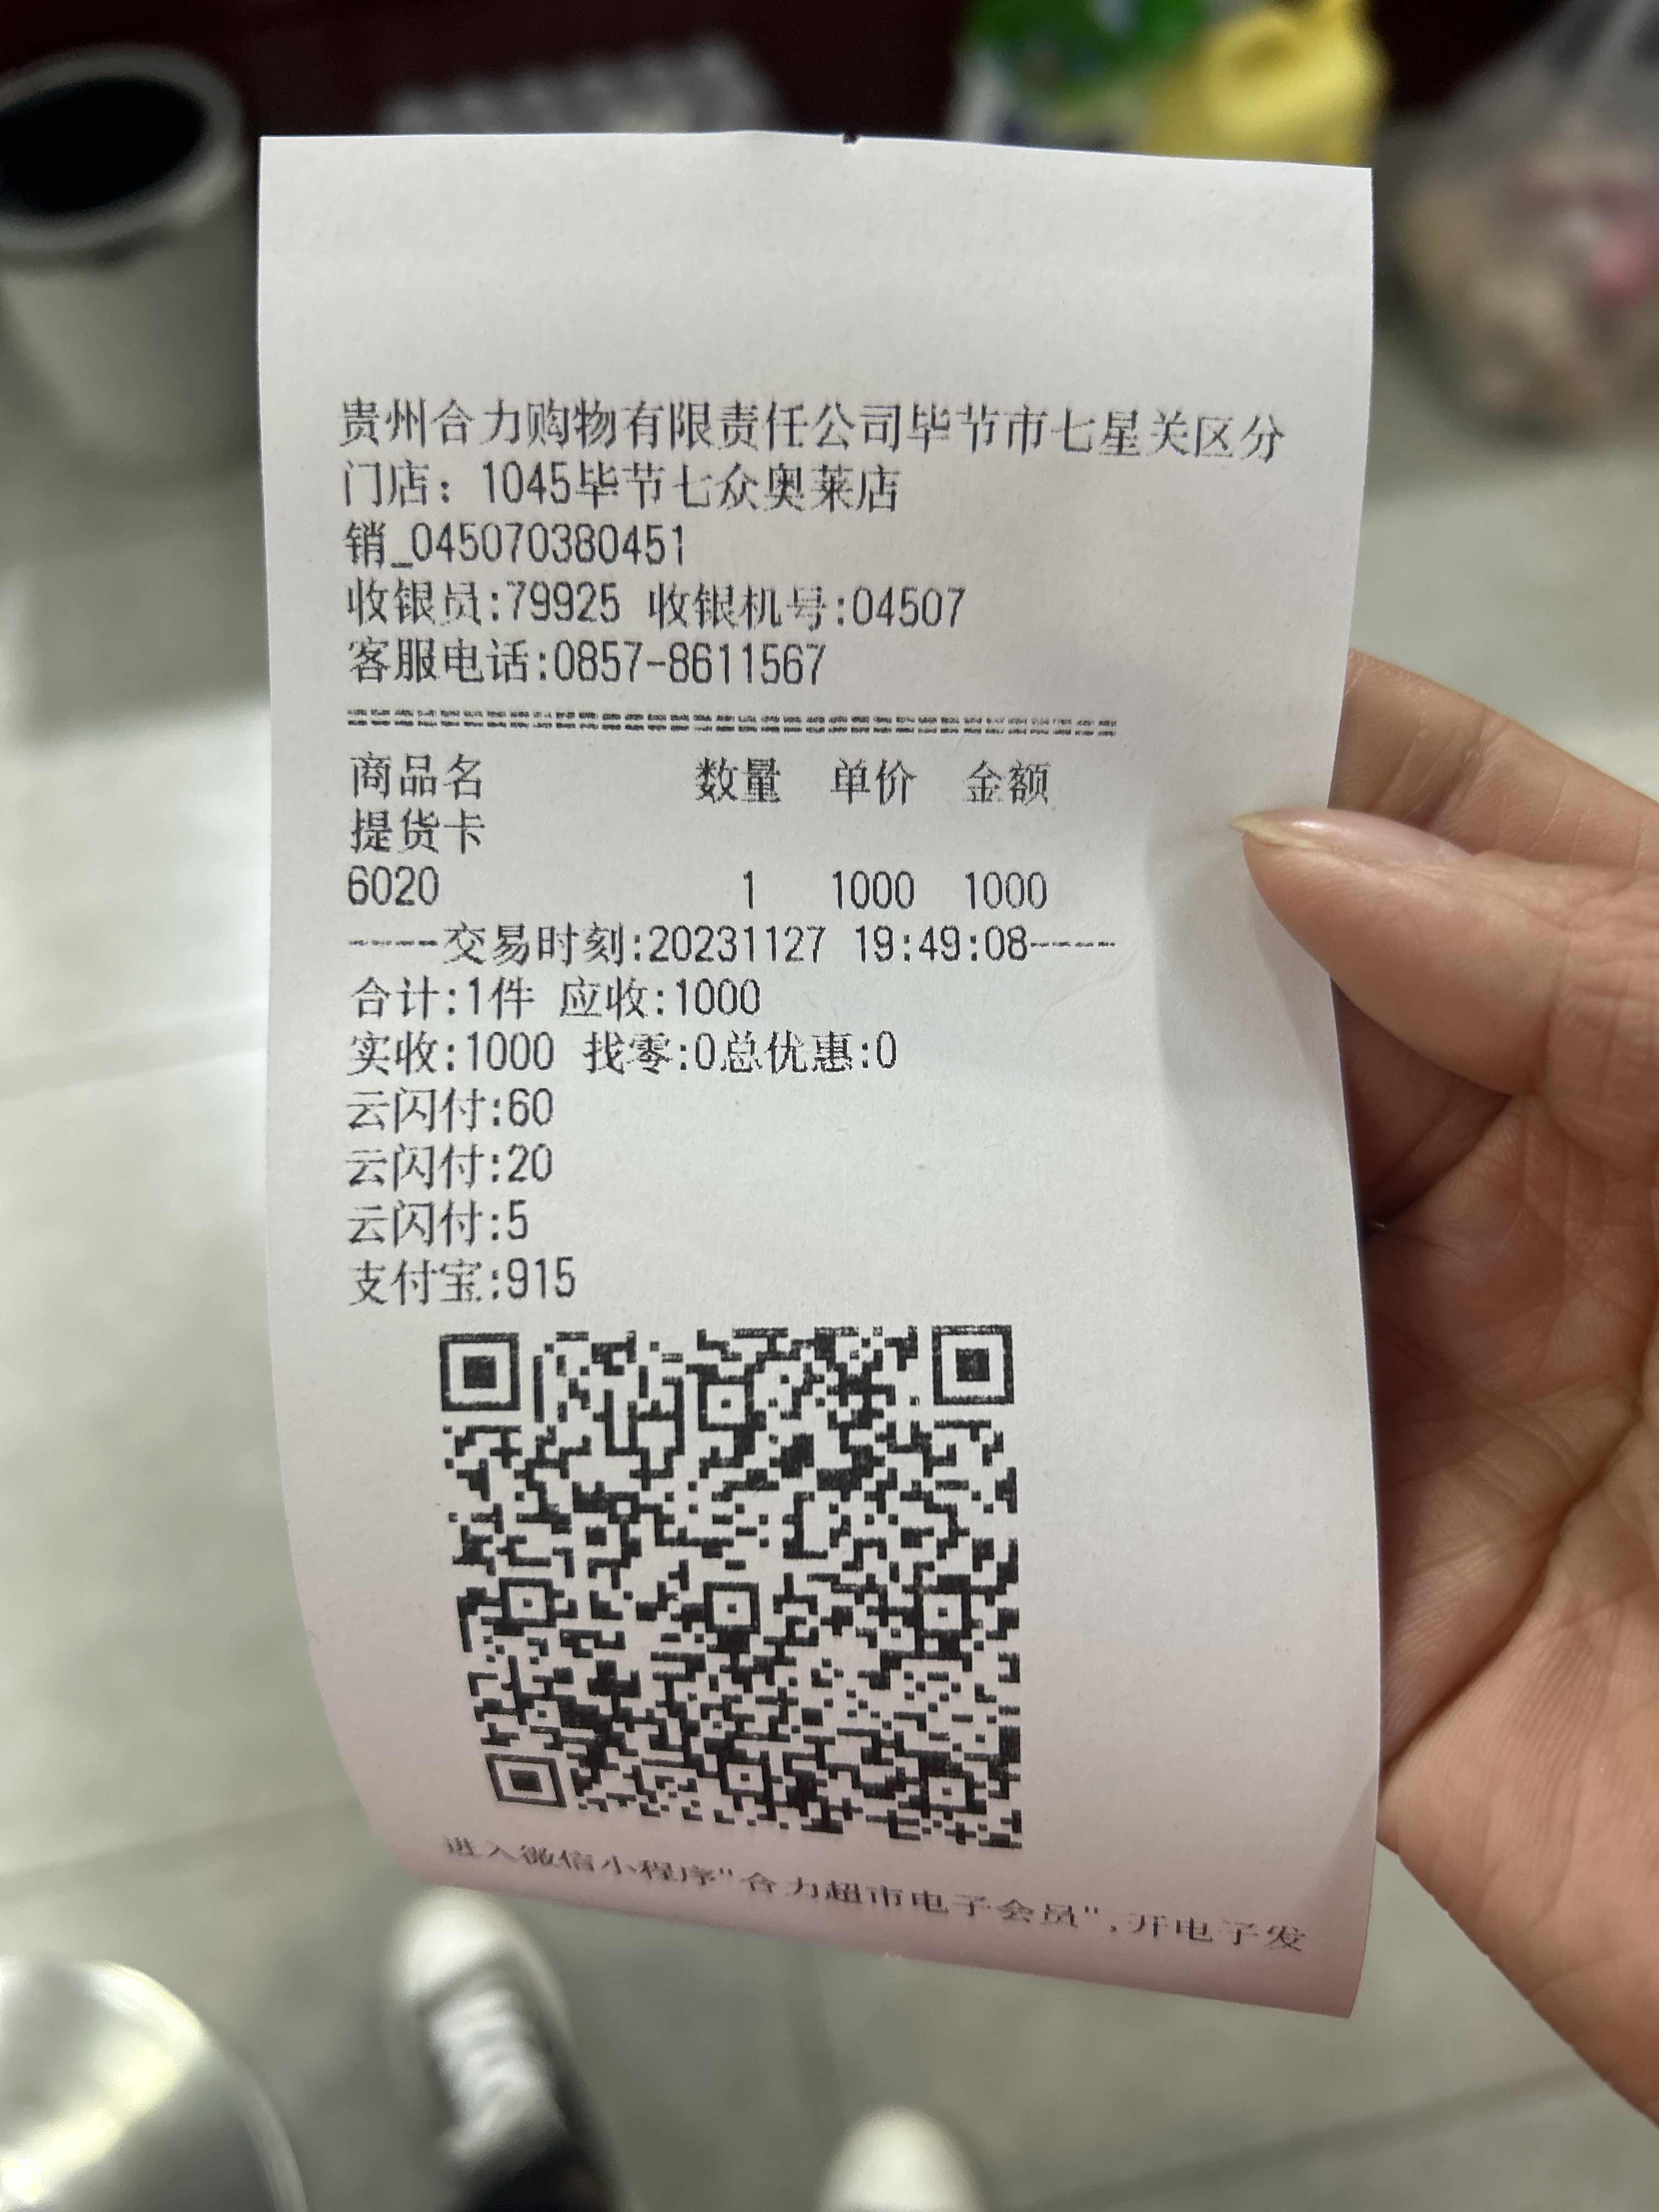 贵州合力购物有限责任公司毕节市七星关区分
门店：1045毕节七众奥莱店
销_045070380451
收银员:79925 收银机号:04507
客服电话:0857-8611567
==================================
商品名 数量 单价 金额
提货卡
6020 1 1000 1000
----交易时刻:20231127 19:49:08----
合计:1件 应收:1000
实收:1000 找零:0总优惠:0
云闪付:60
云闪付:20
云闪付:5
支付宝:915
进入微信小程序"合力超市电子会员",开电子发